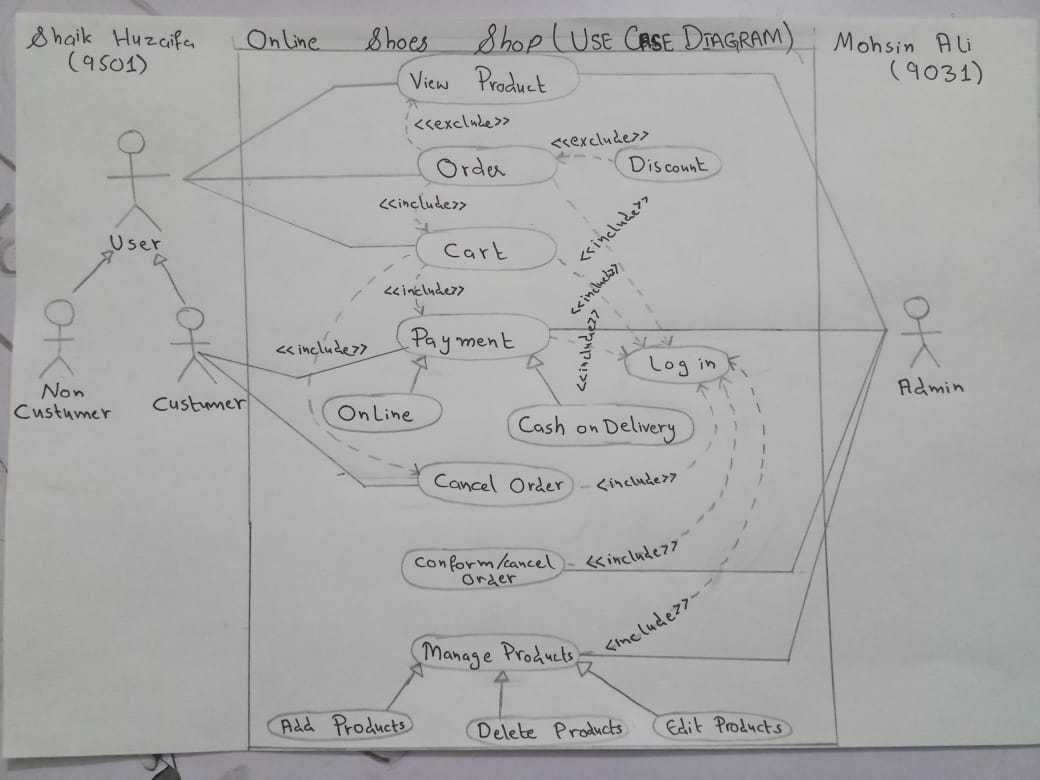 Shaik Huzaifa
(9501)
Online Shoes Shop (USE CASE DIAGRAM)
Mohsin Ali
(9031)
View Product
<<exclude>>
<<exclude>>
Order
Discount
<<include>>
<<include>>
User
Cart
<<include>>
<<include>>
Payment
<<include>>
<<include>>
Log in
Non
Custumer
Custumer
Admin
Online
Cash on Delivery
Cancel Order
<<include>>
Conform/cancel
Order
<<include>>
<<include>>
Manage Products
Add Products
Delete Products
Edit Products